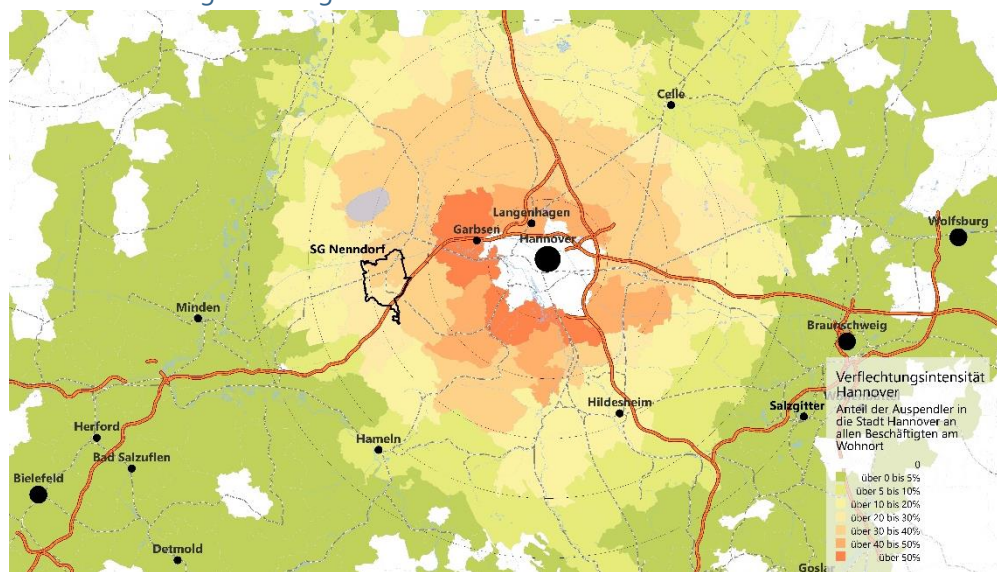 Celle
Wolfsburg
Langenhagen
Garbsen
Hannover
SG Nenndorf
Minden
Braunschweig
Hildesheim
Salzgitter
Herford
Hameln
Bad Salzuflen
Bielefeld
Detmold
Goslar
Verflechtungsintensität
Hannover
Anteil der Auspendler in
die Stadt Hannover an
allen Beschäftigten am
Wohnort
0
über 0 bis 5%
über 5 bis 10%
über 10 bis 20%
über 20 bis 30%
über 30 bis 40%
über 40 bis 50%
über 50%